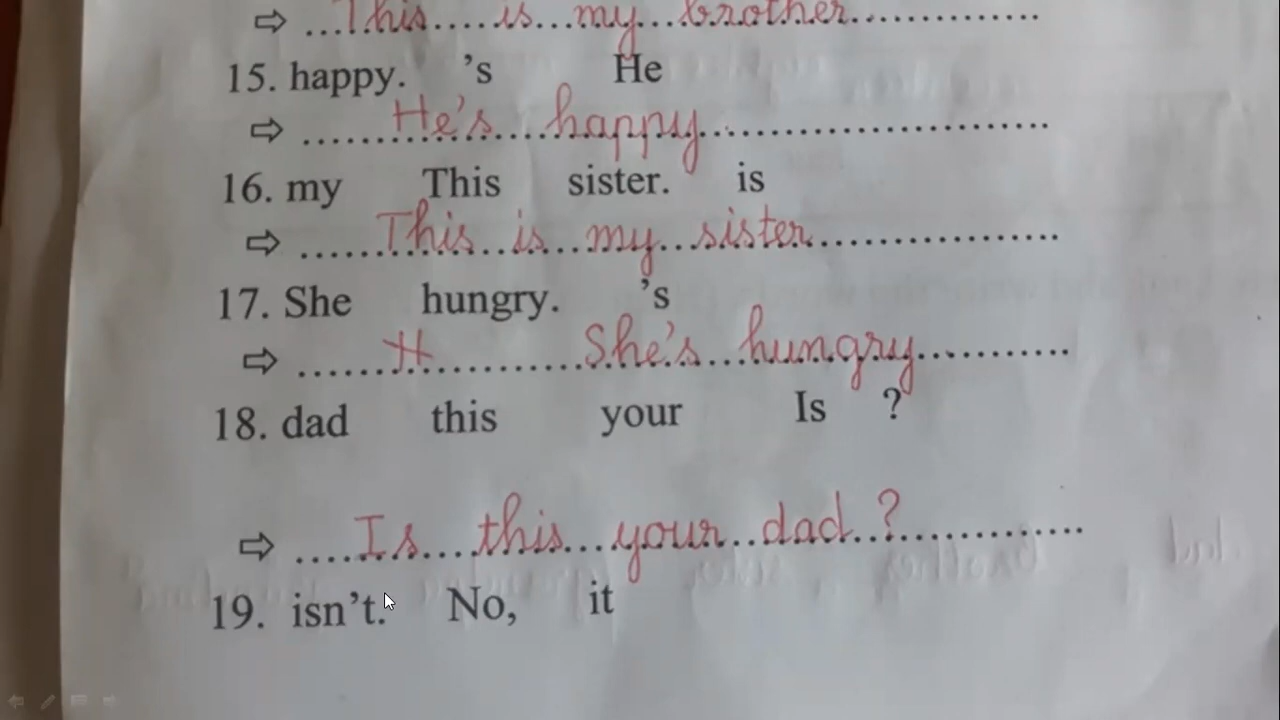 ⇨ ...This....is...my...brother...............
15. happy. ’s He
⇨ .......He's....happy..........................
16. my This sister. is
⇨ ......This..is...my..sister...................
17. She hungry. ’s
⇨ ......H...........She's...hungry............
18. dad this your Is ?
⇨ ....Is....this...your..dad..?.............
19. isn’t. No, it